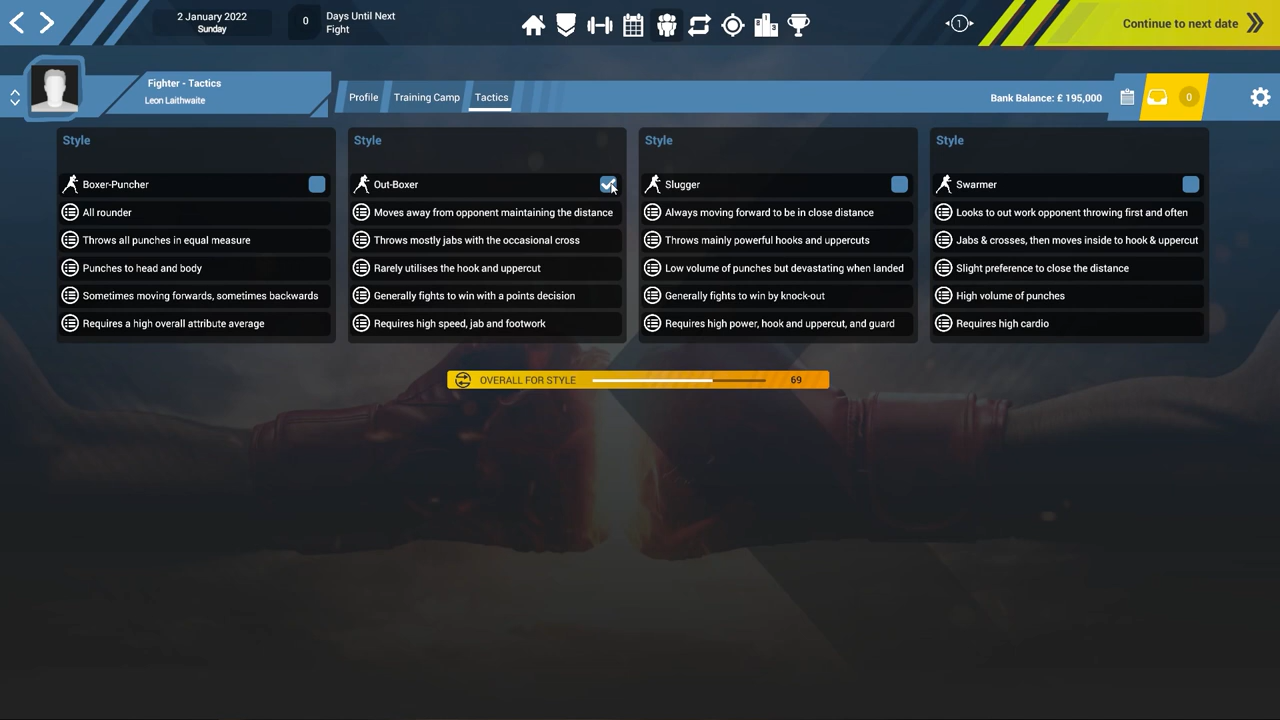 2 January 2022
Sunday
0
Days Until Next
Fight
1
Continue to next date
Fighter - Tactics
Leon Laithwaite
Profile
Training Camp
Tactics
Bank Balance: £ 195,000
0
Style
Boxer-Puncher
All rounder
Throws all punches in equal measure
Punches to head and body
Sometimes moving forwards, sometimes backwards
Requires a high overall attribute average
Style
Out-Boxer
Moves away from opponent maintaining the distance
Throws mostly jabs with the occasional cross
Rarely utilises the hook and uppercut
Generally fights to win with a points decision
Requires high speed, jab and footwork
Style
Slugger
Always moving forward to be in close distance
Throws mainly powerful hooks and uppercuts
Low volume of punches but devastating when landed
Generally fights to win by knock-out
Requires high power, hook and uppercut, and guard
Style
Swarmer
Looks to out work opponent throwing first and often
Jabs & crosses, then moves inside to hook & uppercut
Slight preference to close the distance
High volume of punches
Requires high cardio
OVERALL FOR STYLE
69